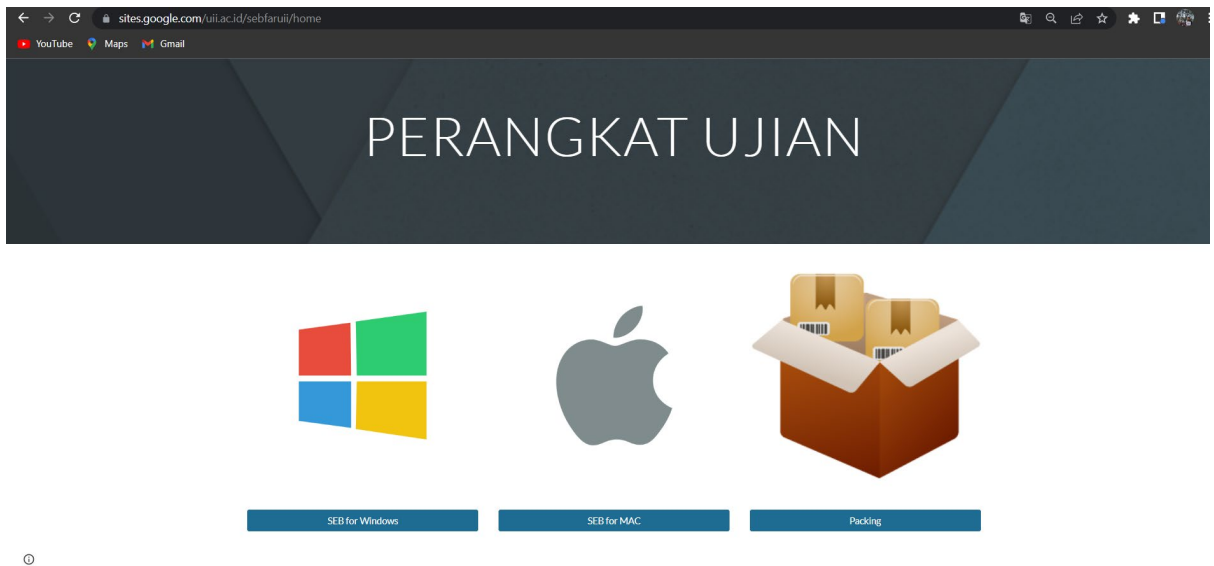 sites.google.com/uii.ac.id/sebfaruii/home
YouTube Maps Gmail
PERANGKAT UJIAN
SEB for Windows SEB for MAC Packing